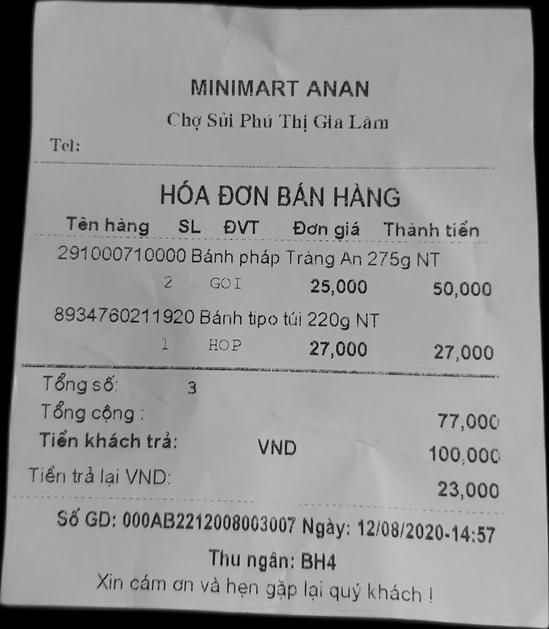 MINIMART ANAN
Chợ Sủi Phú Thị Gia Lâm
Tel:
HÓA ĐƠN BÁN HÀNG
Tên hàng SL ĐVT Đơn giá Thành tiền
291000710000 Bánh pháp Tràng An 275g NT
2 GOI 25,000 50,000
8934760211920 Bánh tipo túi 220g NT
1 HOP 27,000 27,000
Tổng số: 3
Tổng cộng : 77,000
Tiền khách trả: VND 100,000
Tiền trả lại VND: 23,000
Số GD: 000AB2212008003007 Ngày: 12/08/2020-14:57
Thu ngân: BH4
Xin cám ơn và hẹn gặp lại quý khách !